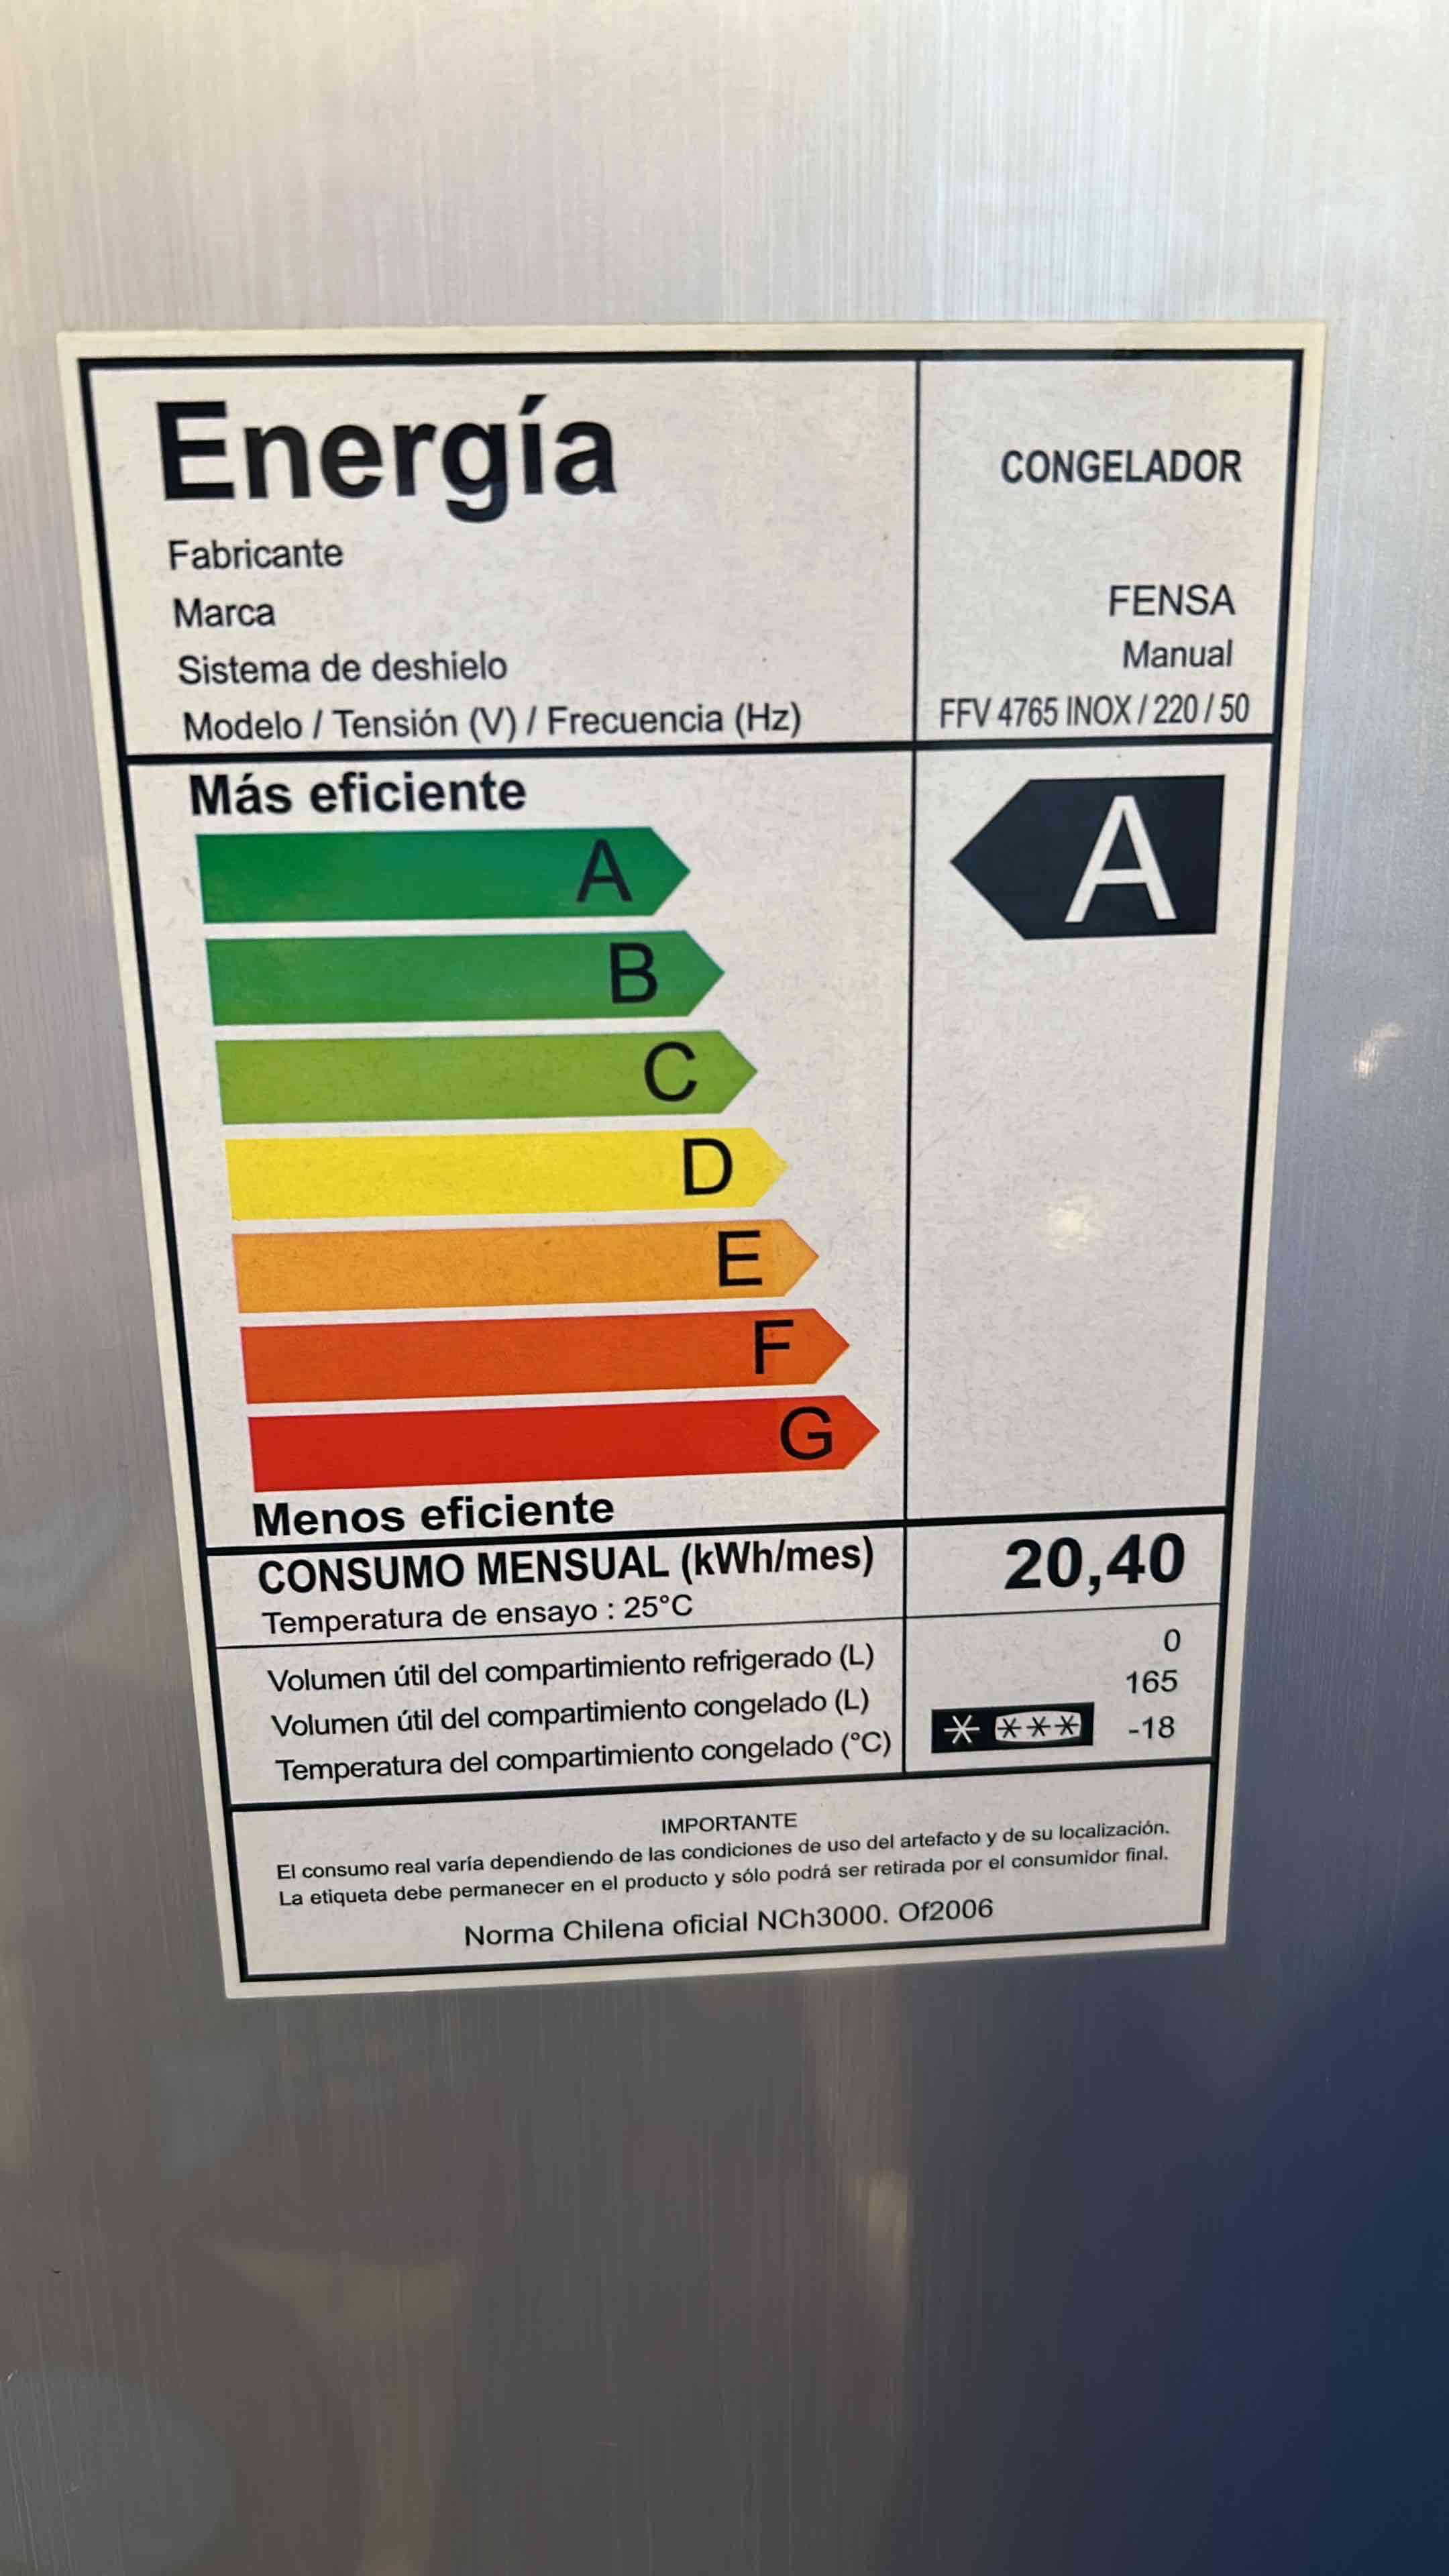 Energía
CONGELADOR
Fabricante
Marca FENSA
Sistema de deshielo Manual
Modelo / Tensión (V) / Frecuencia (Hz) FFV 4765 INOX / 220 / 50
Más eficiente
A A
B
C
D
E
F
G
Menos eficiente
CONSUMO MENSUAL (kWh/mes) 20,40
Temperatura de ensayo : 25°C
Volumen útil del compartimiento refrigerado (L) 0
Volumen útil del compartimiento congelado (L) 165
Temperatura del compartimiento congelado (°C) -18
IMPORTANTE
El consumo real varía dependiendo de las condiciones de uso del artefacto y de su localización.
La etiqueta debe permanecer en el producto y sólo podrá ser retirada por el consumidor final.
Norma Chilena oficial NCh3000. Of2006